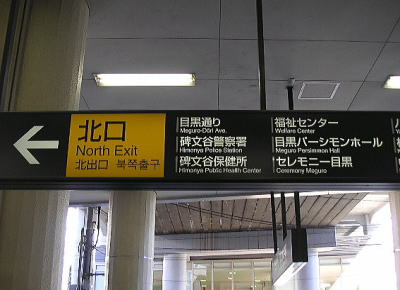 北口
North Exit
北出口 북쪽출구
目黒通り
Meguro-Dōri Ave.
碑文谷警察署
Himonya Police Station
碑文谷保健所
Himonya Public Health Center
福祉センター
Welfare Center
目黒パーシモンホール
Meguro Persimmon Hall
セレモニー目黒
Ceremony Meguro